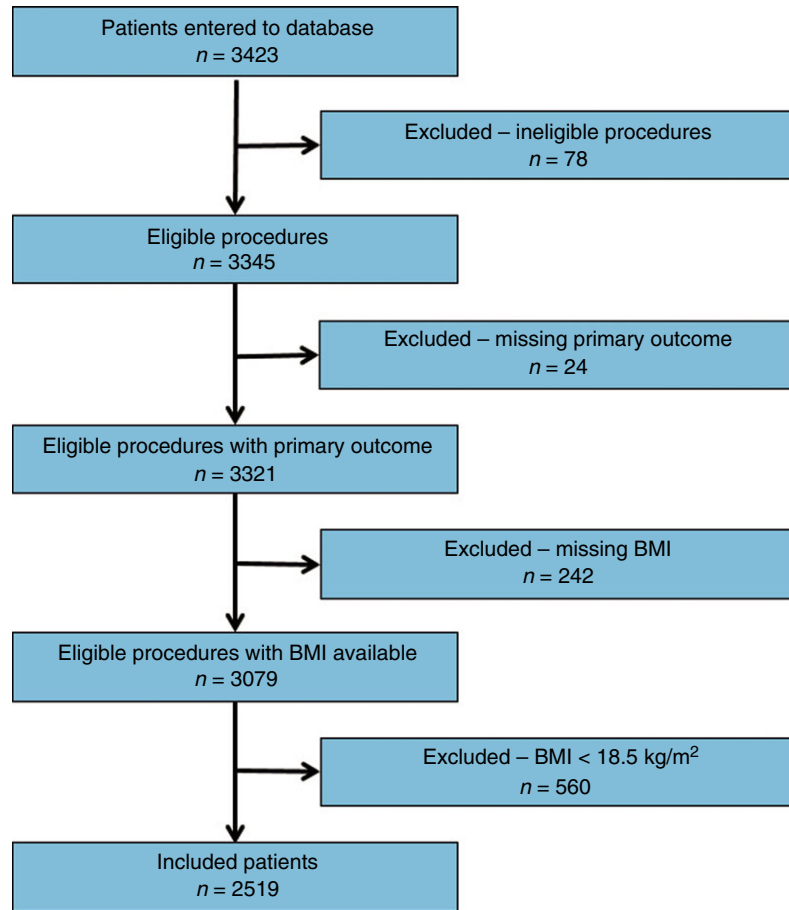 Patients entered to database
n = 3423
Excluded – ineligible procedures
n = 78
Eligible procedures
n = 3345
Excluded – missing primary outcome
n = 24
Eligible procedures with primary outcome
n = 3321
Excluded – missing BMI
n = 242
Eligible procedures with BMI available
n = 3079
Excluded – BMI < 18.5 kg/m²
n = 560
Included patients
n = 2519